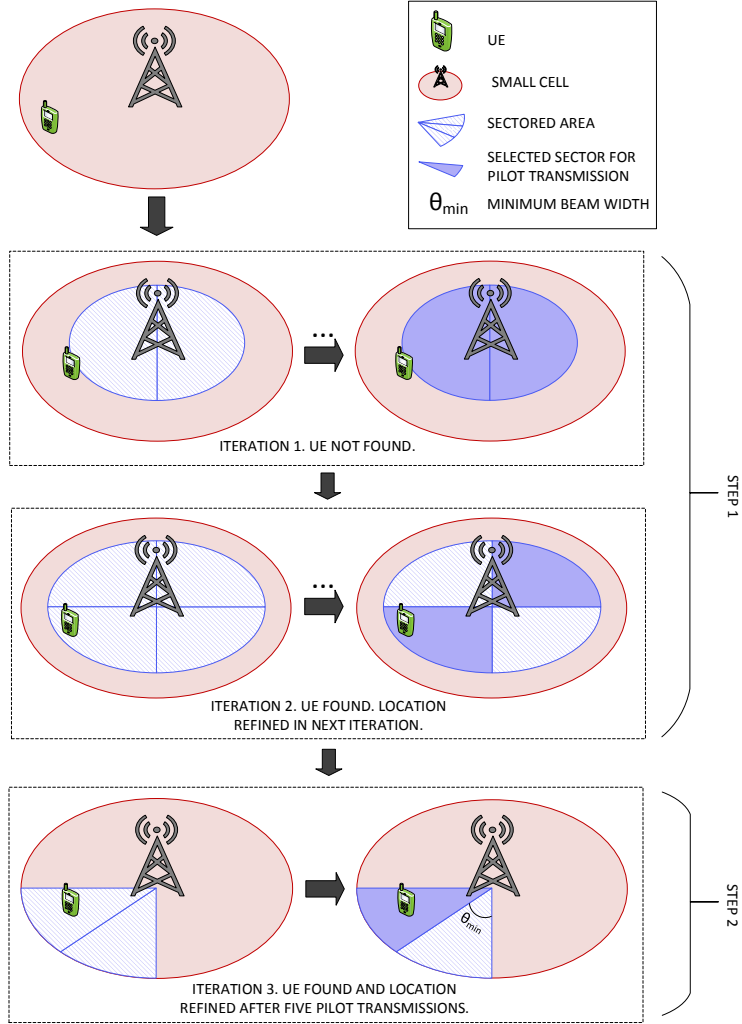 UE
SMALL CELL
SECTORED AREA
SELECTED SECTOR FOR
PILOT TRANSMISSION
θmin MINIMUM BEAM WIDTH
...
ITERATION 1. UE NOT FOUND.
STEP 1
...
ITERATION 2. UE FOUND. LOCATION
REFINED IN NEXT ITERATION.
θmin
STEP 2
ITERATION 3. UE FOUND AND LOCATION
REFINED AFTER FIVE PILOT TRANSMISSIONS.